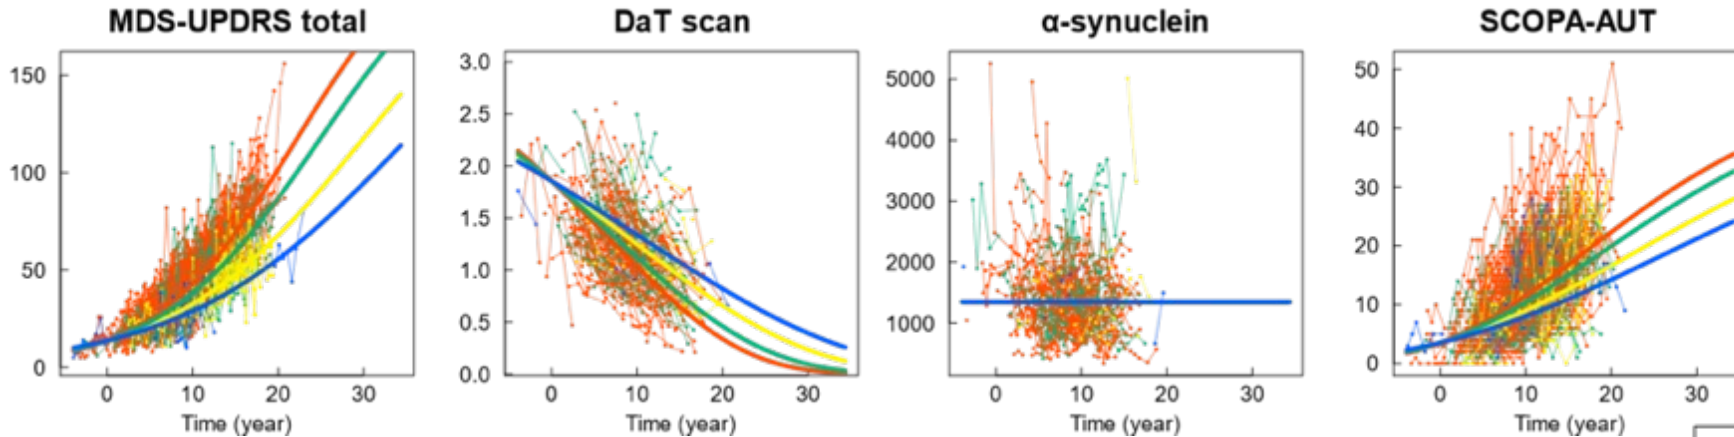 MDS-UPDRS total
150
100
50
0
0 10 20 30
Time (year)
DaT scan
3.0
2.5
2.0
1.5
1.0
0.5
0.0
0 10 20 30
Time (year)
α-synuclein
5000
4000
3000
2000
1000
0 10 20 30
Time (year)
SCOPA-AUT
50
40
30
20
10
0
0 10 20 30
Time (year)